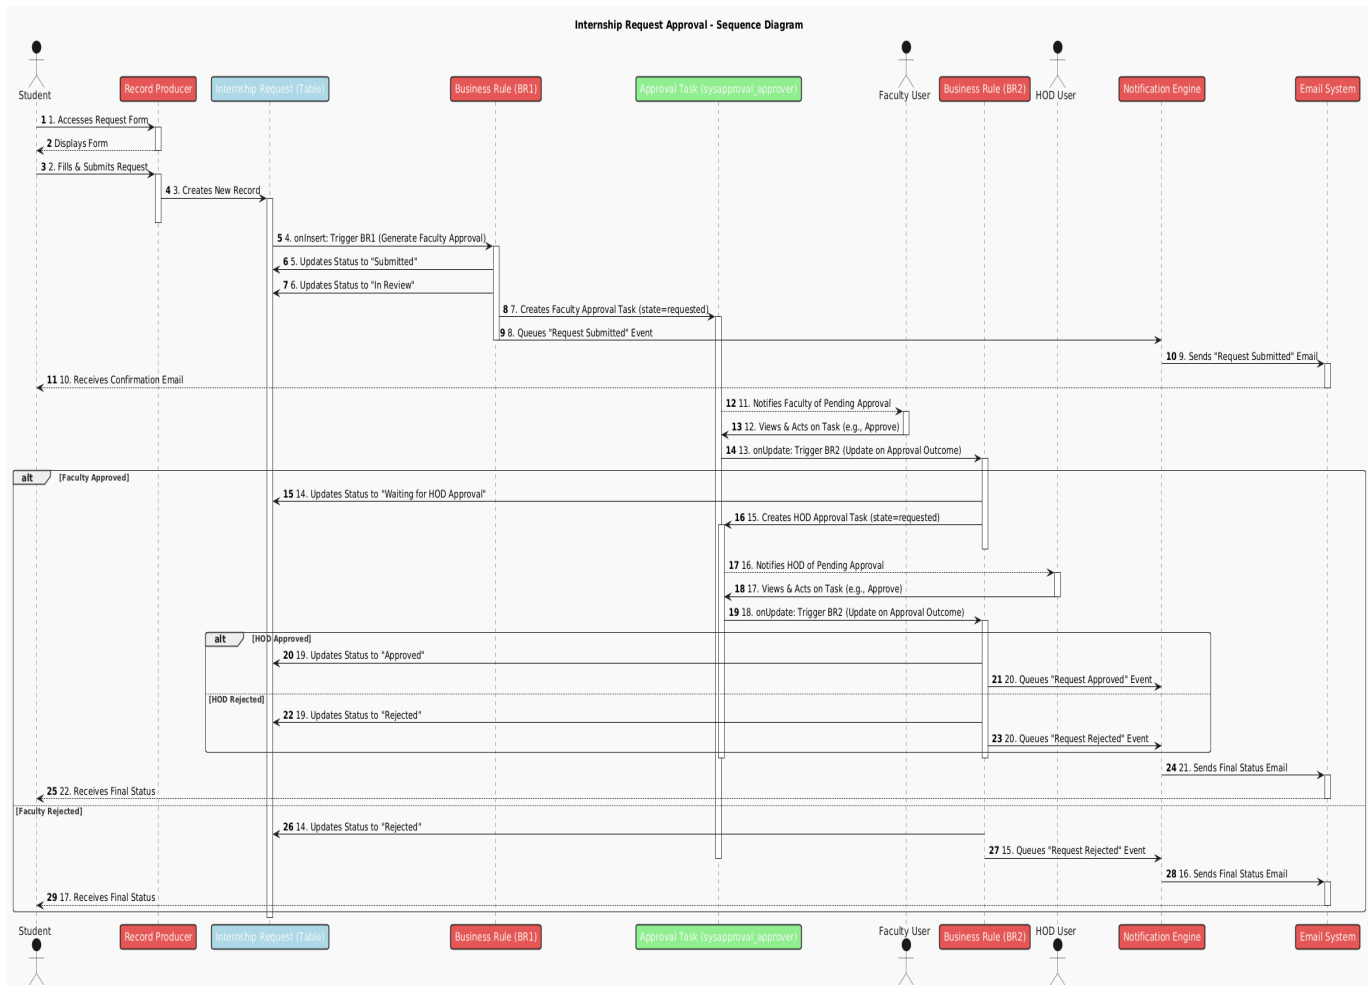 Internship Request Approval - Sequence Diagram
Student
Record Producer
Internship Request (Table)
Business Rule (BR1)
Approval Task (sysapproval_approver)
Faculty User
Business Rule (BR2)
HOD User
Notification Engine
Email System
1 1. Accesses Request Form
2 Displays Form
3 2. Fills & Submits Request
4 3. Creates New Record
5 4. onInsert: Trigger BR1 (Generate Faculty Approval)
6 5. Updates Status to "Submitted"
7 6. Updates Status to "In Review"
8 7. Creates Faculty Approval Task (state=requested)
9 8. Queues "Request Submitted" Event
10 9. Sends "Request Submitted" Email
11 10. Receives Confirmation Email
12 11. Notifies Faculty of Pending Approval
13 12. Views & Acts on Task (e.g., Approve)
14 13. onUpdate: Trigger BR2 (Update on Approval Outcome)
alt [Faculty Approved]
15 14. Updates Status to "Waiting for HOD Approval"
16 15. Creates HOD Approval Task (state=requested)
17 16. Notifies HOD of Pending Approval
18 17. Views & Acts on Task (e.g., Approve)
19 18. onUpdate: Trigger BR2 (Update on Approval Outcome)
alt [HOD Approved]
20 19. Updates Status to "Approved"
21 20. Queues "Request Approved" Event
[HOD Rejected]
22 19. Updates Status to "Rejected"
23 20. Queues "Request Rejected" Event
24 21. Sends Final Status Email
25 22. Receives Final Status
[Faculty Rejected]
26 14. Updates Status to "Rejected"
27 15. Queues "Request Rejected" Event
28 16. Sends Final Status Email
29 17. Receives Final Status
Student
Record Producer
Internship Request (Table)
Business Rule (BR1)
Approval Task (sysapproval_approver)
Faculty User
Business Rule (BR2)
HOD User
Notification Engine
Email System